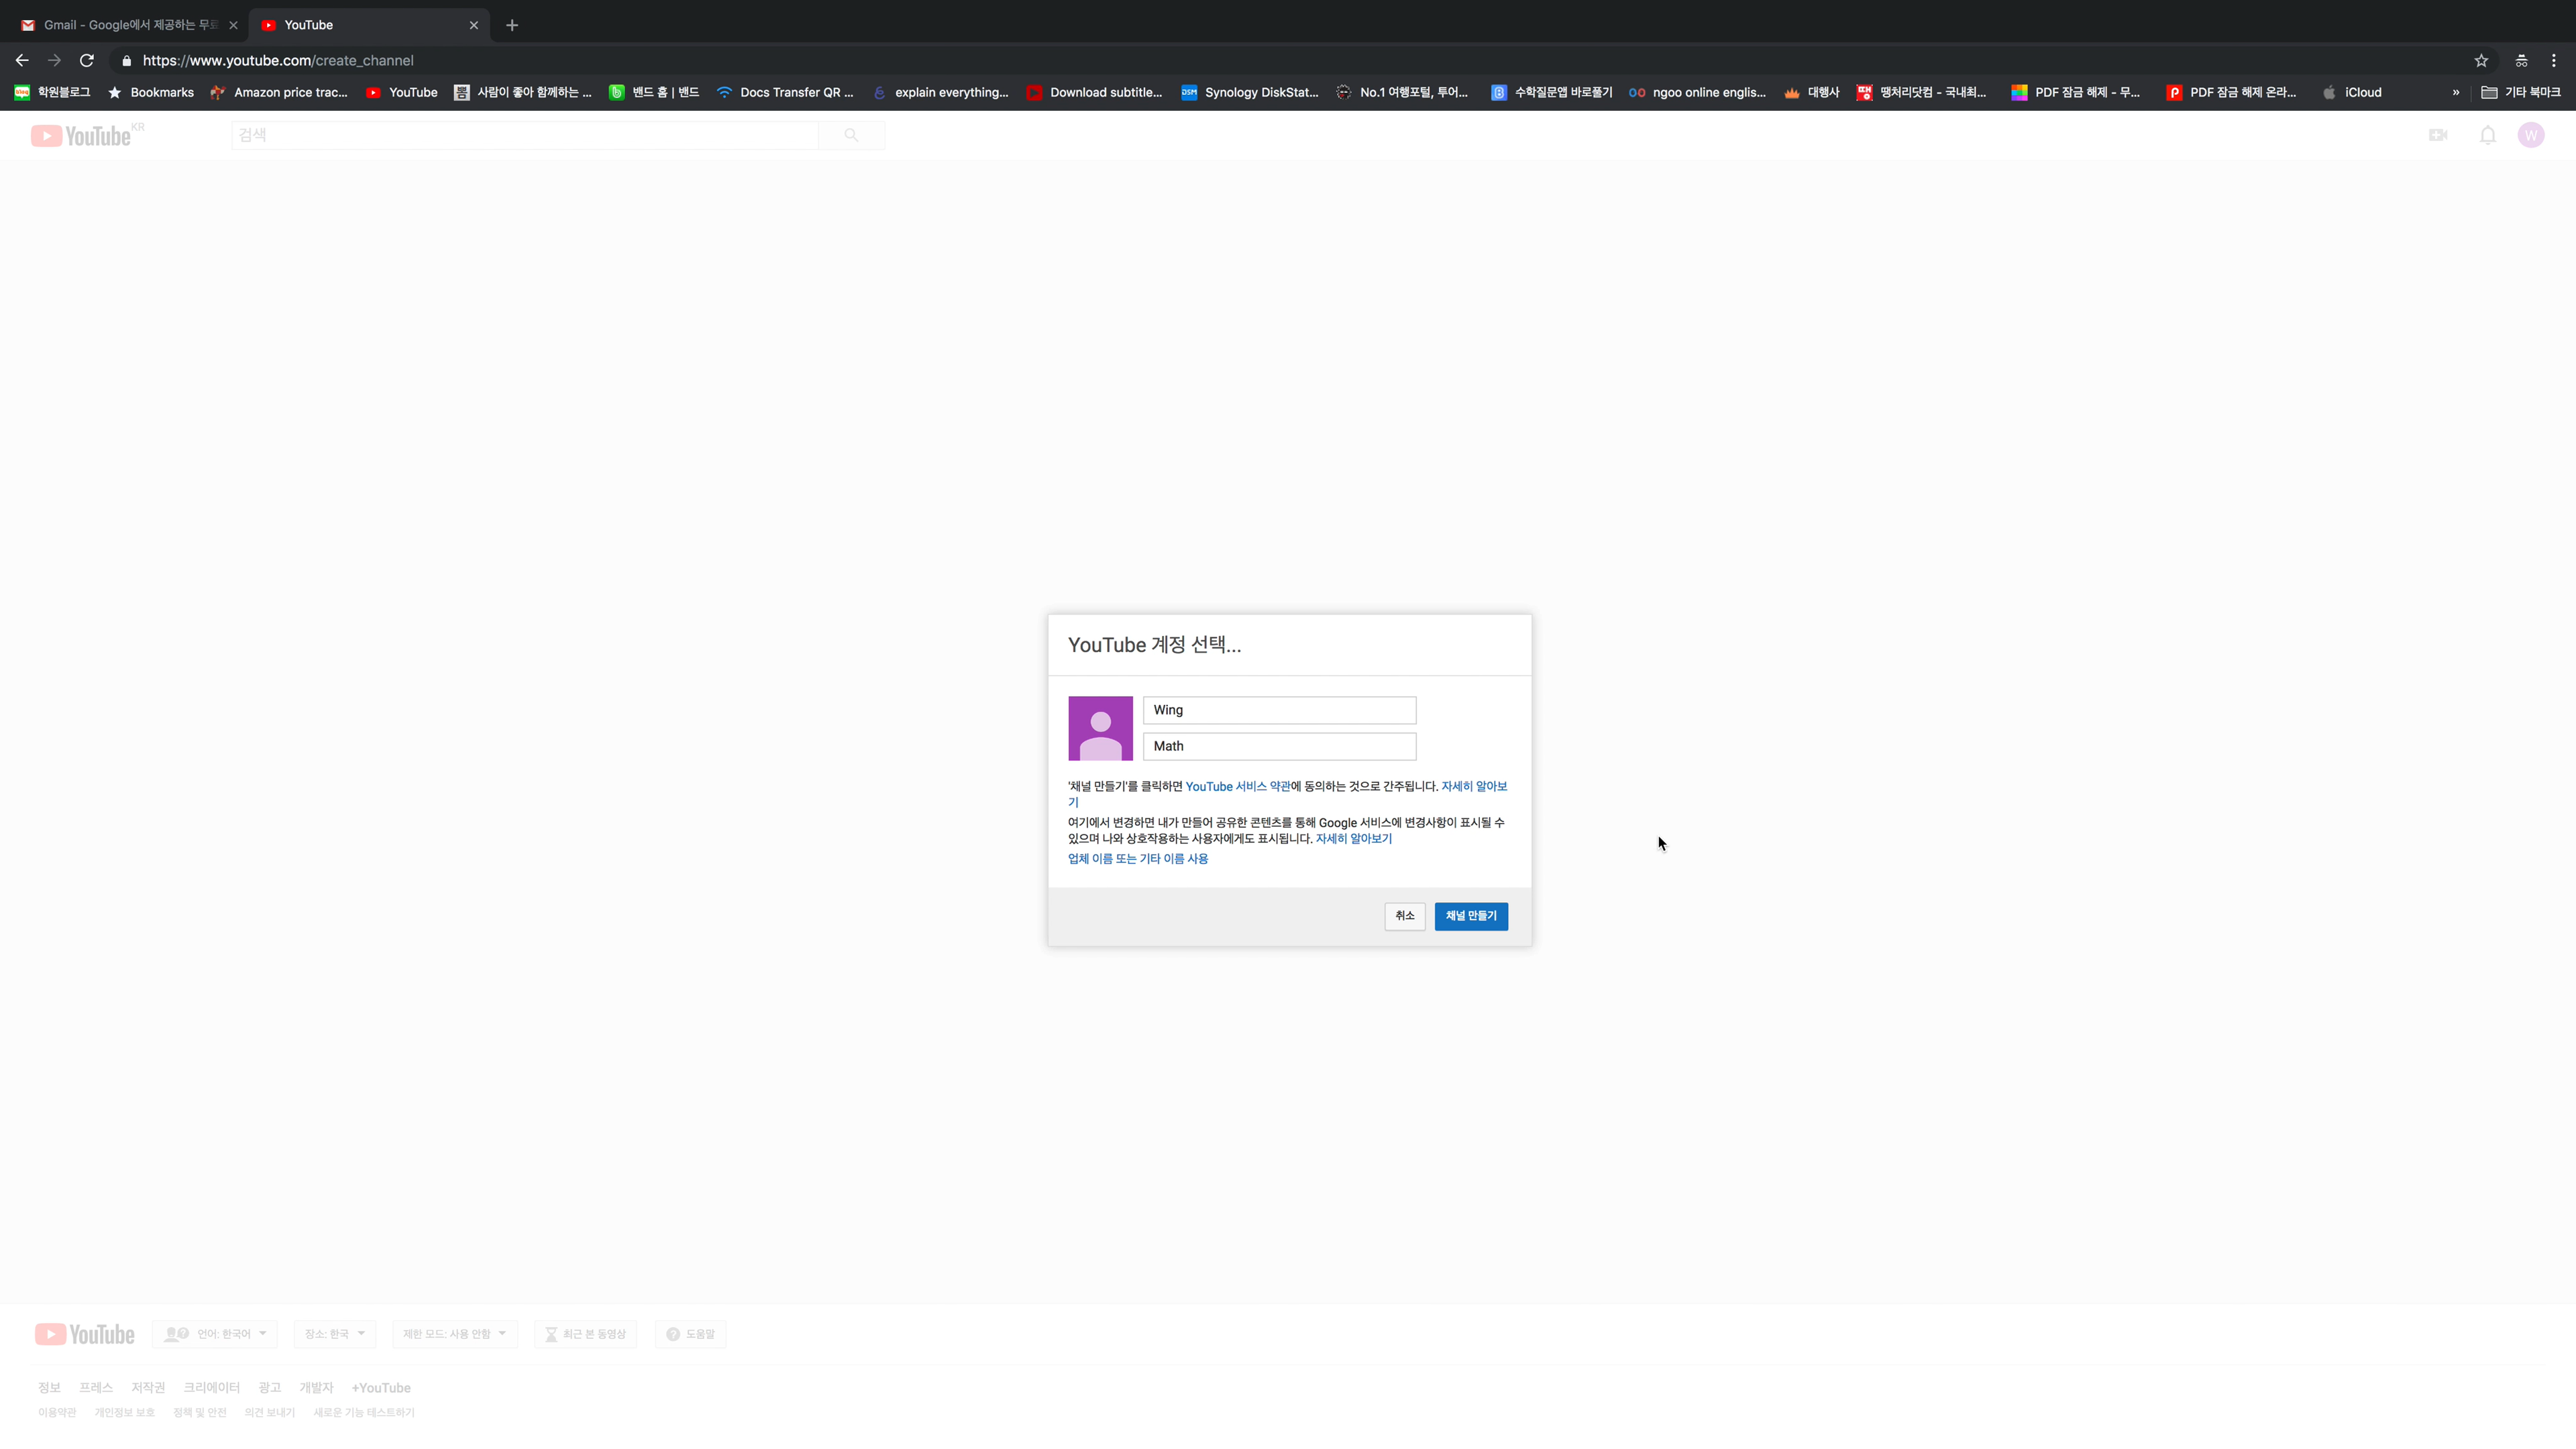 Gmail - Google에서 제공하는 무료
YouTube
https://www.youtube.com/create_channel
blog 학원블로그 Bookmarks Amazon price trac... YouTube 뽐 사람이 좋아 함께하는 ... b 밴드 홈 | 밴드 Docs Transfer QR ... explain everything... Download subtitle... DSM Synology DiskStat... No.1 여행포털, 투어... 수학질문앱 바로풀기 ngoo online englis... 대행사 땡처리닷컴 - 국내최... PDF 잠금 해제 - 무... PDF 잠금 해제 온라... iCloud » 기타 북마크
YouTube KR 검색 W
YouTube 계정 선택...
Wing
Math
'채널 만들기'를 클릭하면 YouTube 서비스 약관에 동의하는 것으로 간주됩니다. 자세히 알아보
기
여기에서 변경하면 내가 만들어 공유한 콘텐츠를 통해 Google 서비스에 변경사항이 표시될 수
있으며 나와 상호작용하는 사용자에게도 표시됩니다. 자세히 알아보기
업체 이름 또는 기타 이름 사용
취소 채널 만들기
YouTube 언어: 한국어 장소: 한국 제한 모드: 사용 안함 최근 본 동영상 도움말
정보 프레스 저작권 크리에이터 광고 개발자 +YouTube
이용약관 개인정보 보호 정책 및 안전 의견 보내기 새로운 기능 테스트하기